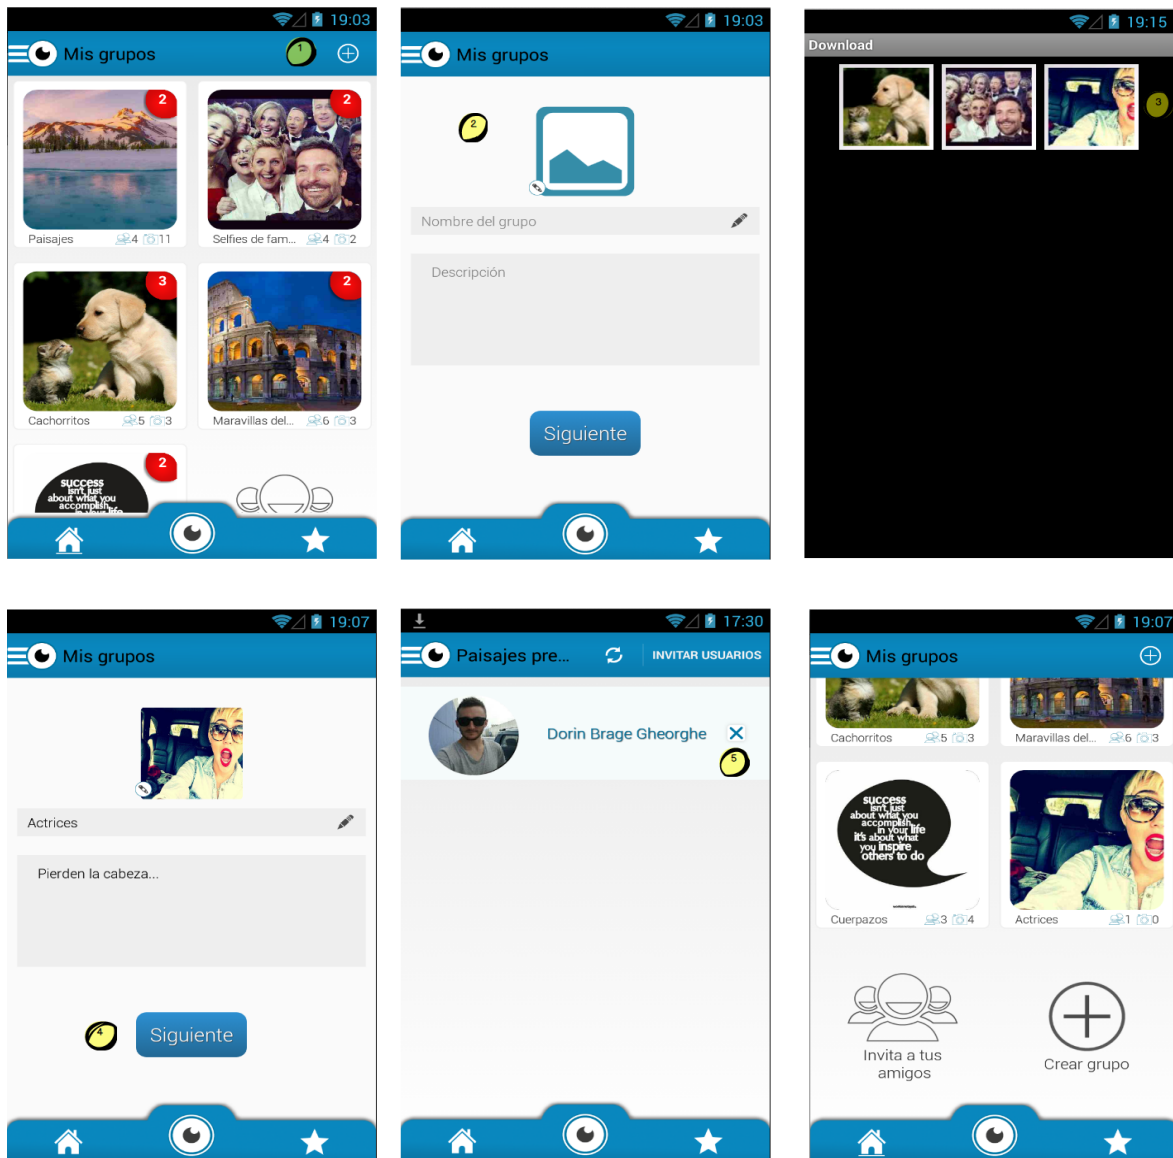 19:03
Mis grupos
1
2
2
Paisajes 4 11
Selfies de fam... 4 2
3
2
Cachorritos 5 3
Maravillas del... 6 3
2
success
isn't just
about what you
accomplish
in your life
19:03
Mis grupos
2
Nombre del grupo
Descripción
Siguiente
19:15
Download
3
19:07
Mis grupos
Actrices
Pierden la cabeza...
4
Siguiente
17:30
Paisajes pre... INVITAR USUARIOS
Dorin Brage Gheorghe
5
19:07
Mis grupos
Cachorritos 5 3
Maravillas del... 6 3
success
isn't just
about what you
accomplish
in your life
it's about what
you inspire
others to do
Cuerpazos 3 4
Actrices 1 0
Invita a tus
amigos
Crear grupo